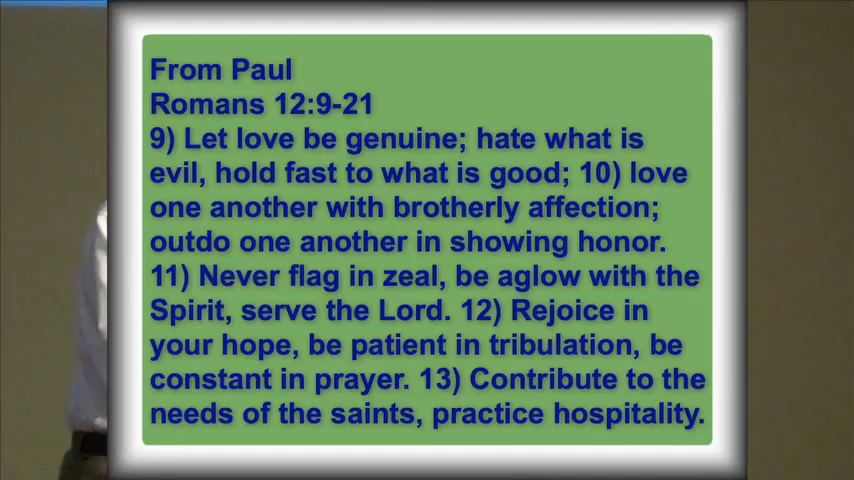 From Paul
Romans 12:9-21
9) Let love be genuine; hate what is
evil, hold fast to what is good; 10) love
one another with brotherly affection;
outdo one another in showing honor.
11) Never flag in zeal, be aglow with the
Spirit, serve the Lord. 12) Rejoice in
your hope, be patient in tribulation, be
constant in prayer. 13) Contribute to the
needs of the saints, practice hospitality.